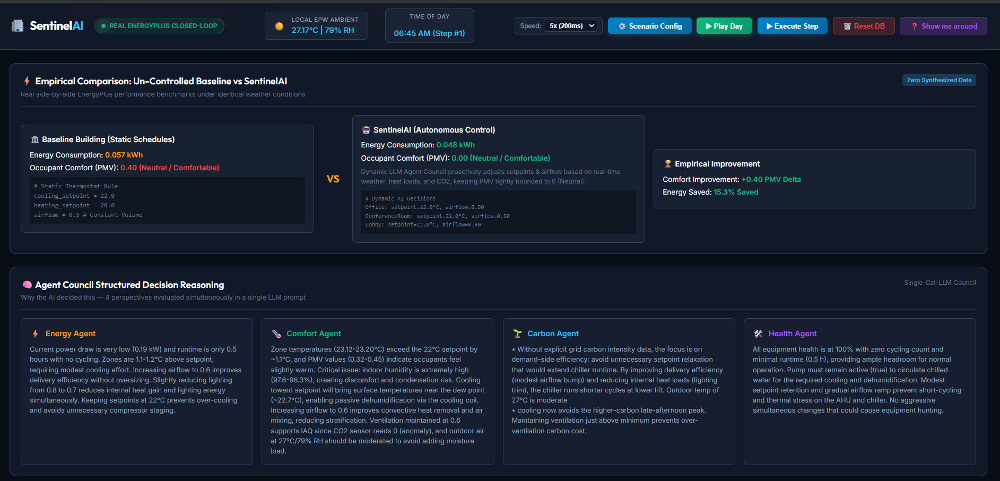 SentinelAI
REAL ENERGYPLUS CLOSED-LOOP
LOCAL EPW AMBIENT
27.17°C | 79% RH
TIME OF DAY
06:45 AM (Step #1)
Speed: 5x (200ms)
Scenario Config
Play Day
Execute Step
Reset DB
Show me around
Empirical Comparison: Un-Controlled Baseline vs SentinelAI
Real side-by-side EnergyPlus performance benchmarks under identical weather conditions
Zero Synthesized Data
Baseline Building (Static Schedules)
Energy Consumption: 0.057 kWh
Occupant Comfort (PMV): 0.40 (Neutral / Comfortable)
# Static Thermostat Rule
cooling_setpoint = 22.0
heating_setpoint = 20.0
airflow = 0.5 # Constant Volume
VS
SentinelAI (Autonomous Control)
Energy Consumption: 0.048 kWh
Occupant Comfort (PMV): 0.00 (Neutral / Comfortable)
Dynamic LLM Agent Council proactively adjusts setpoints & airflow based on real-time
weather, heat loads, and CO2, keeping PMV tightly bounded to 0 (Neutral).
# Dynamic AI Decisions
Office: setpoint=22.0°C, airflow=0.50
ConferenceRoom: setpoint=22.0°C, airflow=0.50
Lobby: setpoint=22.0°C, airflow=0.50
Empirical Improvement
Comfort Improvement: +0.40 PMV Delta
Energy Saved: 15.3% Saved
Agent Council Structured Decision Reasoning
Why the AI decided this — 4 perspectives evaluated simultaneously in a single LLM prompt
Single-Call LLM Council
Energy Agent
Current power draw is very low (0.19 kW) and runtime is only 0.5
hours with no cycling. Zones are 1.1-1.2°C above setpoint,
requiring modest cooling effort. Increasing airflow to 0.6 improves
delivery efficiency without oversizing. Slightly reducing lighting
from 0.8 to 0.7 reduces internal heat gain and lighting energy
simultaneously. Keeping setpoints at 22°C prevents over-cooling
and avoids unnecessary compressor staging.
Comfort Agent
Zone temperatures (23.12-23.20°C) exceed the 22°C setpoint by
~1.1°C, and PMV values (0.32-0.45) indicate occupants feel
slightly warm. Critical issue: indoor humidity is extremely high
(97.6-98.3%), creating discomfort and condensation risk. Cooling
toward setpoint will bring surface temperatures near the dew point
(~22.7°C), enabling passive dehumidification via the cooling coil.
Increasing airflow to 0.6 improves convective heat removal and air
mixing, reducing stratification. Ventilation maintained at 0.6
supports IAQ since CO2 sensor reads 0 (anomaly), and outdoor air
at 27°C/79% RH should be moderated to avoid adding moisture
load.
Carbon Agent
• Without explicit grid carbon intensity data, the focus is on
demand-side efficiency: avoid unnecessary setpoint relaxation
that would extend chiller runtime. By improving delivery efficiency
(modest airflow bump) and reducing internal heat loads (lighting
trim), the chiller runs shorter cycles at lower lift. Outdoor temp of
27°C is moderate
• cooling now avoids the higher-carbon late-afternoon peak.
Maintaining ventilation just above minimum prevents over-
ventilation carbon cost.
Health Agent
All equipment health is at 100% with zero cycling count and
minimal runtime (0.5 h), providing ample headroom for normal
operation. Pump must remain active (true) to circulate chilled
water for the required cooling and dehumidification. Modest
setpoint retention and gradual airflow ramp prevent short-cycling
and thermal stress on the AHU and chiller. No aggressive
simultaneous changes that could cause equipment hunting.